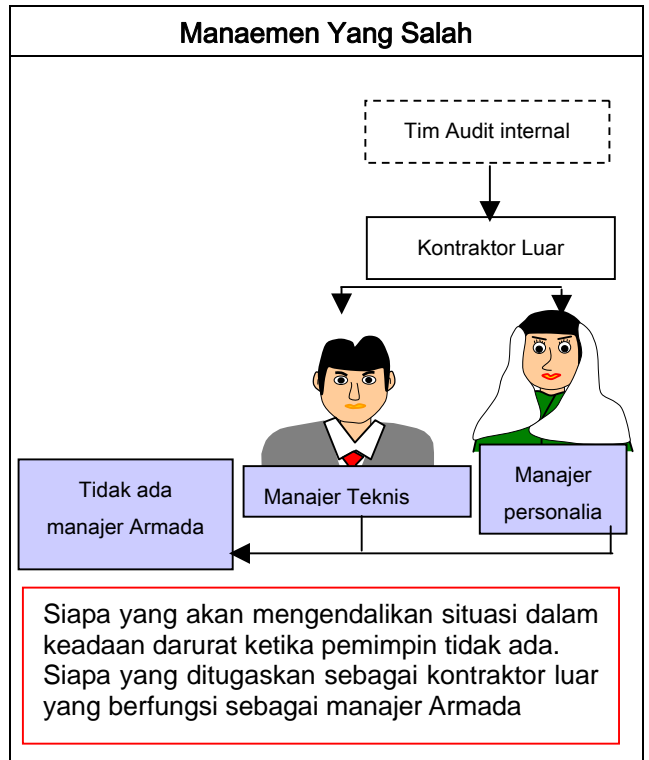 Manaemen Yang Salah
Tim Audit internal
Kontraktor Luar
Tidak ada
manajer Armada
Manajer Teknis
Manajer
personalia
Siapa yang akan mengendalikan situasi dalam
keadaan darurat ketika pemimpin tidak ada.
Siapa yang ditugaskan sebagai kontraktor luar
yang berfungsi sebagai manajer Armada